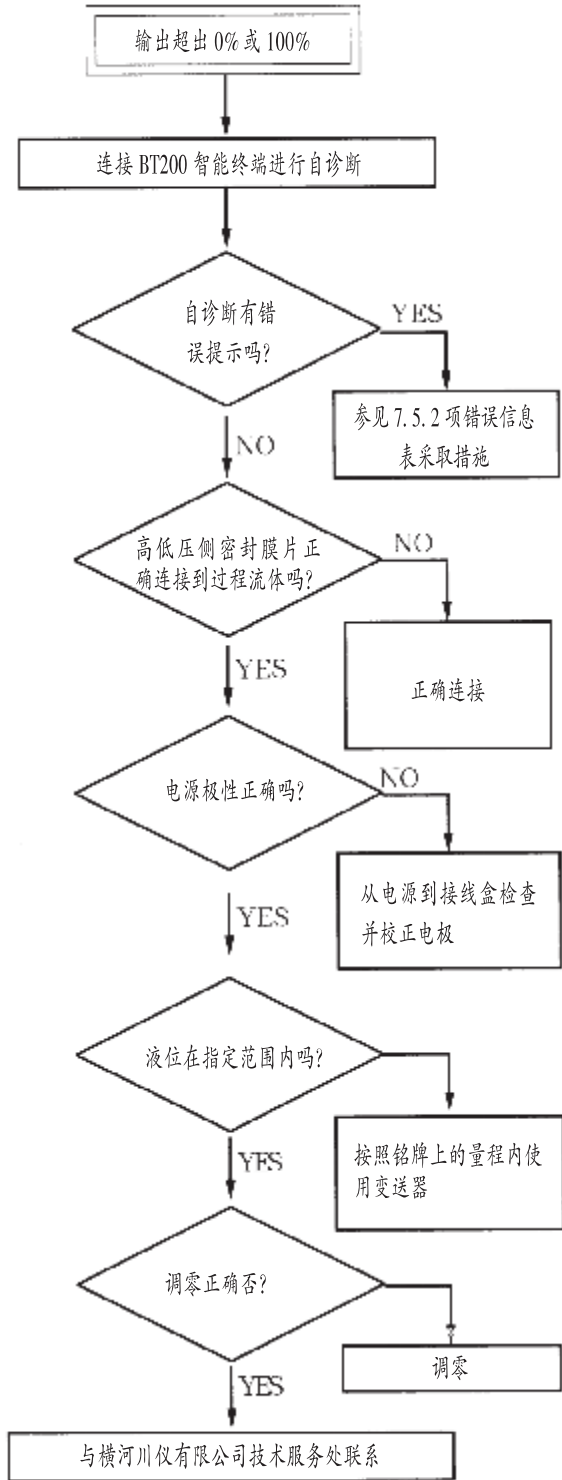 输出超出 0% 或 100%
连接 BT200 智能终端进行自诊断
自诊断有错
误提示吗?
YES
参见 7.5.2 项错误信息
表采取措施
NO
高低压侧密封膜片正
确连接到过程流体吗?
NO
正确连接
YES
电源极性正确吗?
NO
从电源到接线盒检查
并校正电极
YES
液位在指定范围内吗?
按照铭牌上的量程内使
用变送器
YES
调零正确否?
调零
YES
与横河川仪有限公司技术服务处联系